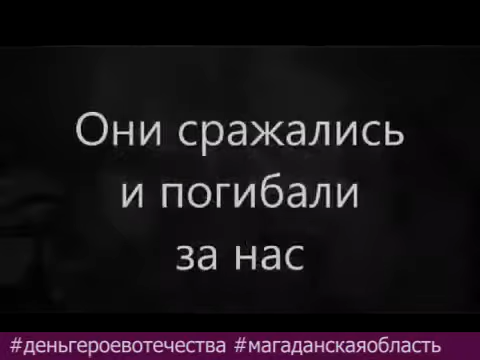 Они сражались
и погибали
за нас
#деньгероевотечества #магаданскаяобласть